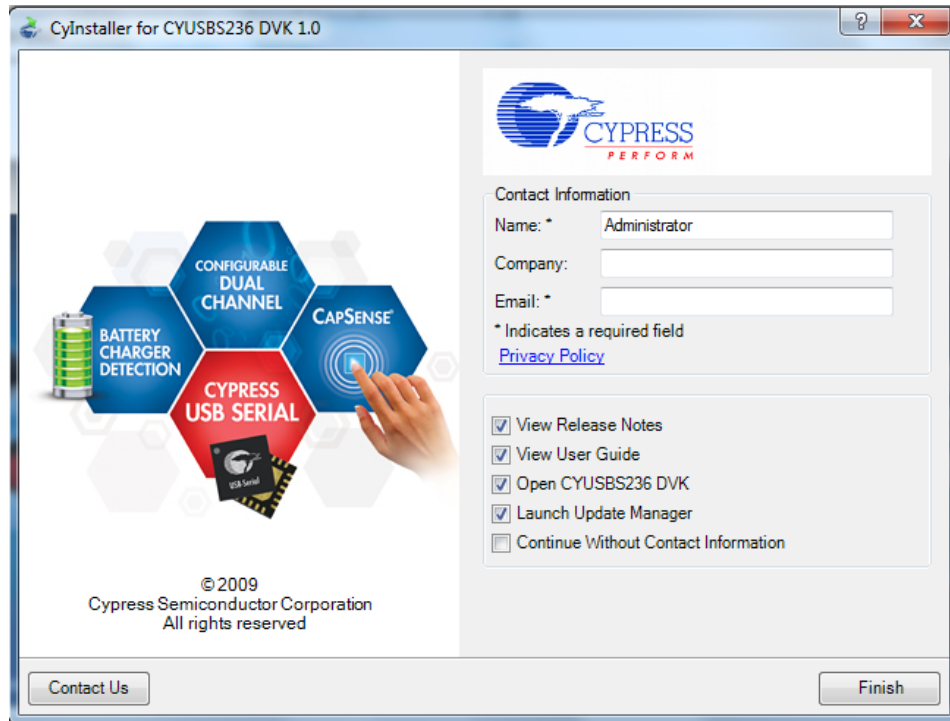 CyInstaller for CYUSBS236 DVK 1.0
CONFIGURABLE
DUAL
CHANNEL
CAPSENSE®
BATTERY
CHARGER
DETECTION
CYPRESS
USB SERIAL
USB Serial
© 2009
Cypress Semiconductor Corporation
All rights reserved
CYPRESS
PERFORM
Contact Information
Name: * Administrator
Company:
Email: *
* Indicates a required field
Privacy Policy
View Release Notes
View User Guide
Open CYUSBS236 DVK
Launch Update Manager
Continue Without Contact Information
Contact Us
Finish